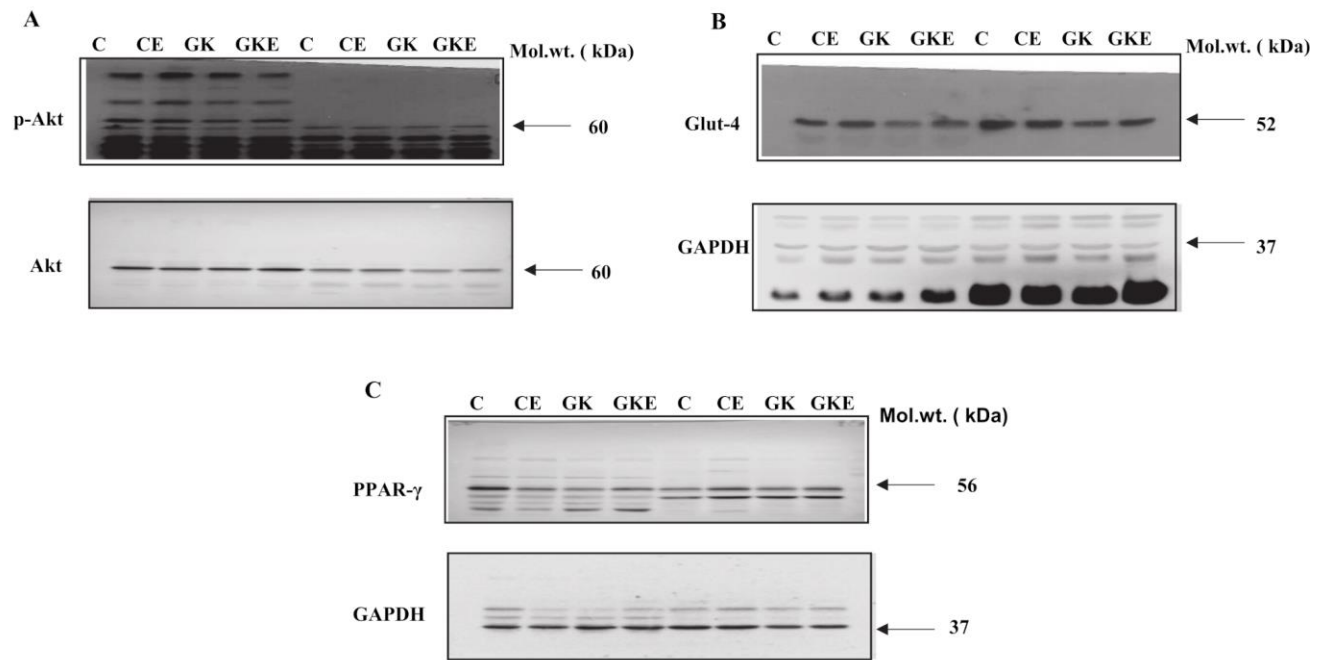 A
C CE GK GKE C CE GK GKE Mol.wt. ( kDa)
p-Akt 60
Akt 60
B
C CE GK GKE C CE GK GKE Mol.wt. ( kDa)
Glut-4 52
GAPDH 37
C
C CE GK GKE C CE GK GKE Mol.wt. ( kDa)
PPAR-γ 56
GAPDH 37